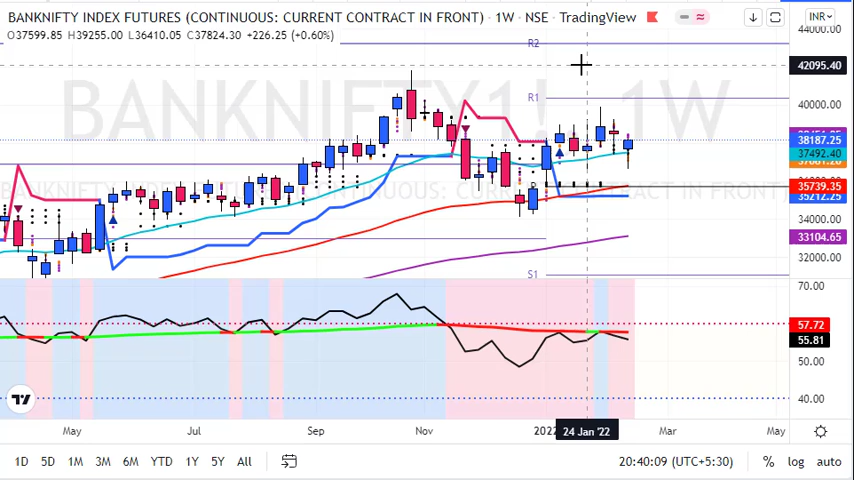 BANKNIFTY INDEX FUTURES (CONTINUOUS: CURRENT CONTRACT IN FRONT) · 1W · NSE TradingView INR
O37599.85 H39255.00 L36410.05 C37824.30 +226.25 (+0.60%)
44000.00
R2
42095.40
BANKNIFTY1! 1W
R1
40000.00
38187.25
37492.40
35739.35
35212.25
34000.00
33104.65
32000.00
S1
70.00
57.72
55.81
50.00
40.00
May Jul Sep Nov 2022 24 Jan '22 Mar May
1D 5D 1M 3M 6M YTD 1Y 5Y All 20:40:09 (UTC+5:30) % log auto